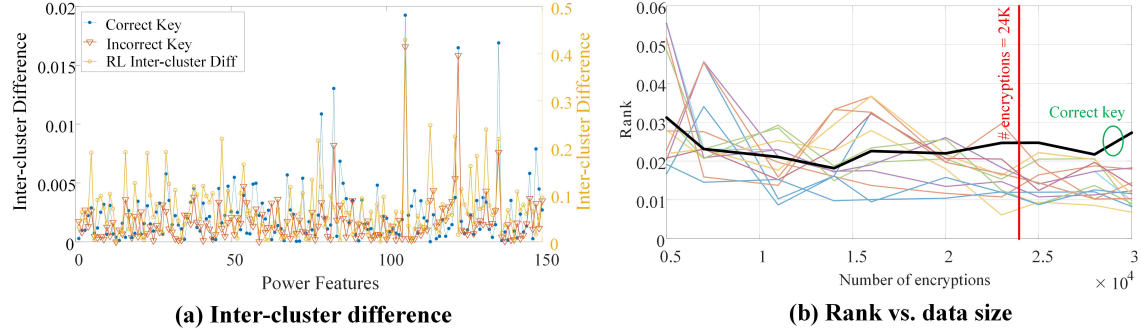 Correct Key
Incorrect Key
RL Inter-cluster Diff
Inter-cluster Difference
0.02
0.015
0.01
0.005
0
0.5
0.4
0.3
0.2
0.1
0.0
Inter-cluster Difference
0
50
100
150
Power Features
(a) Inter-cluster difference
Rank
0.06
0.05
0.04
0.03
0.02
0.01
0
# encryptions = 24K
Correct key
0.5
1
1.5
2
2.5
3
Number of encryptions
× 10⁴
(b) Rank vs. data size